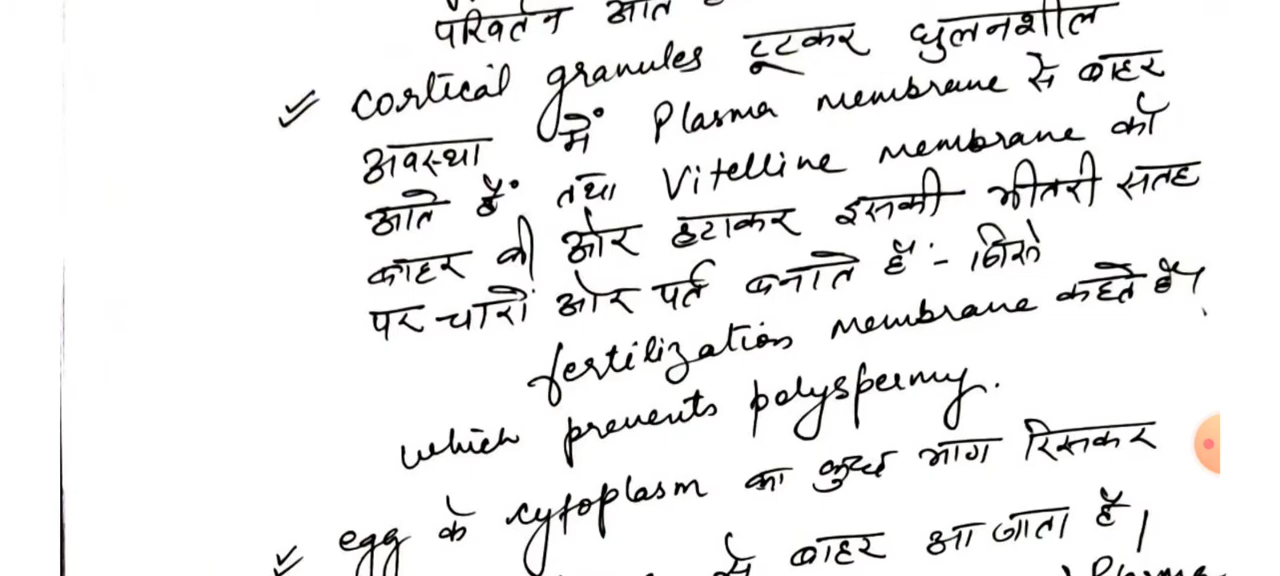 परिवर्तन आते
✓ cortical granules टूटकर घुलनशील
अवस्था में Plasma membrane से बाहर
आते हैं तथा Vitelline membrane को
बाहर की ओर हटाकर इसकी भीतरी सतह
पर चारों ओर पर्त बनाते हैं :- जिसे
fertilization membrane कहते हैं।
which prevents polyspermy.
✓ egg के cytoplasm का कुछ भाग रिसकर
से बाहर आ जाता है।
Plasma